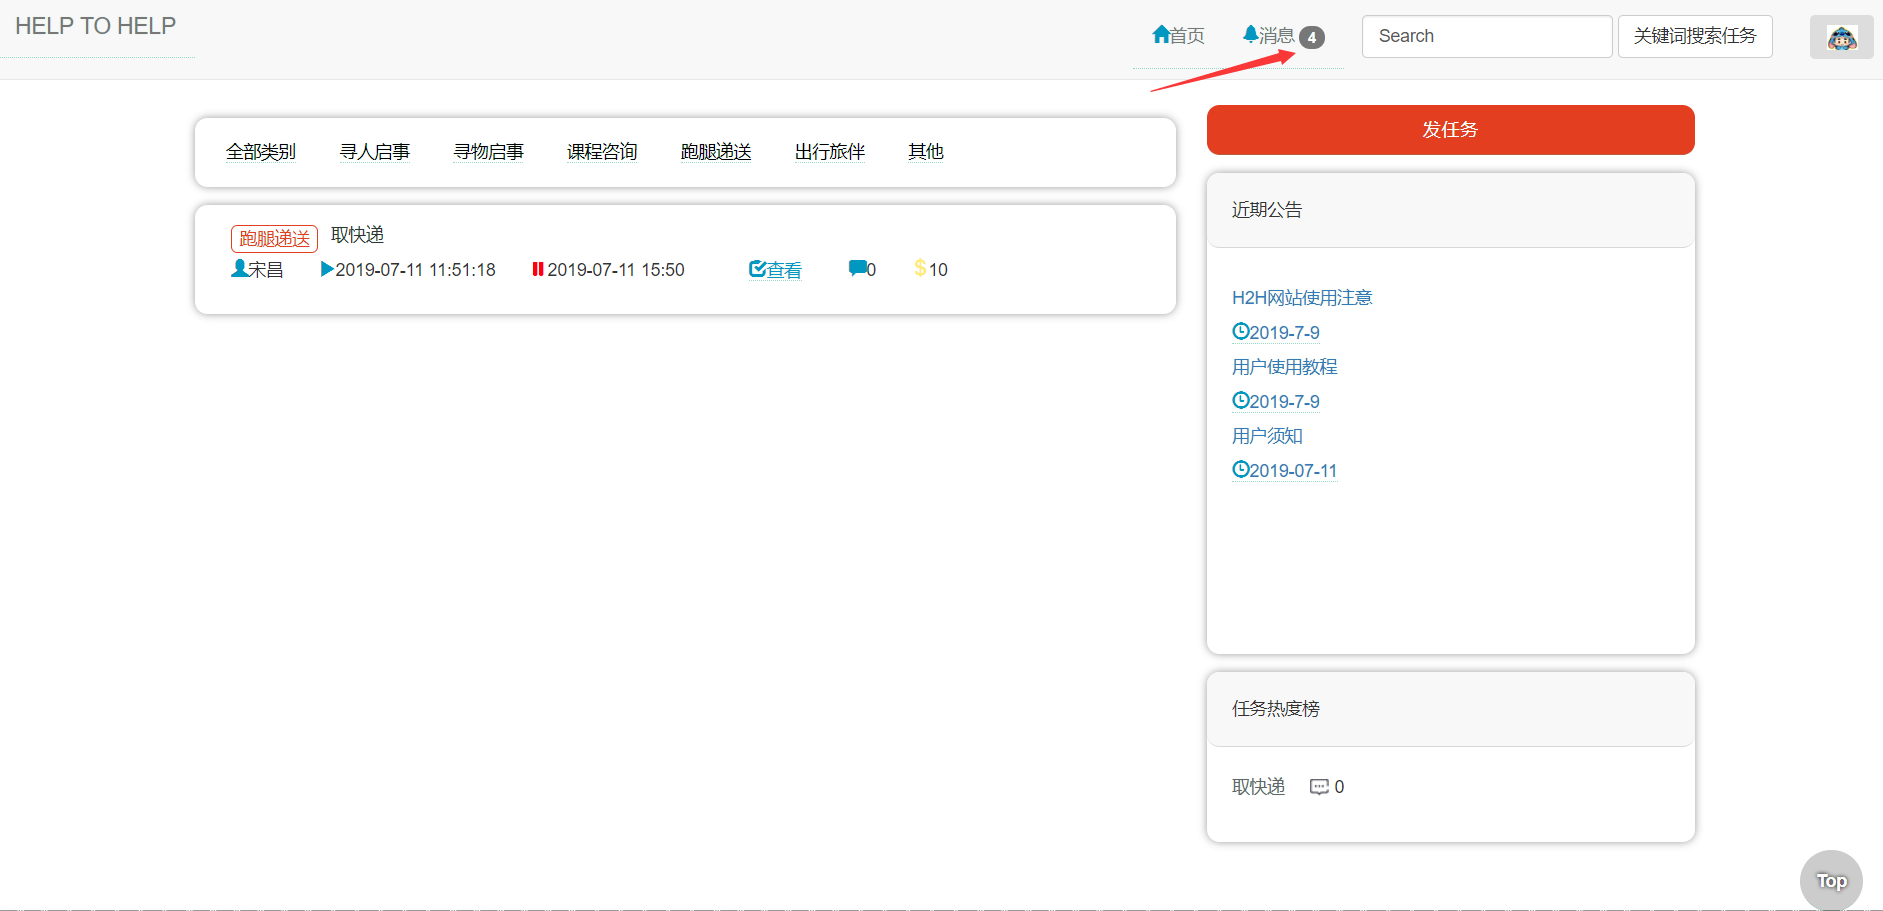 HELP TO HELP
首页 消息 4 Search 关键词搜索任务
全部类别 寻人启事 寻物启事 课程咨询 跑腿递送 出行旅伴 其他
跑腿递送 取快递
宋昌 2019-07-11 11:51:18 2019-07-11 15:50 查看 0 $10
发任务
近期公告
H2H网站使用注意
2019-7-9
用户使用教程
2019-7-9
用户须知
2019-07-11
任务热度榜
取快递 0
Top